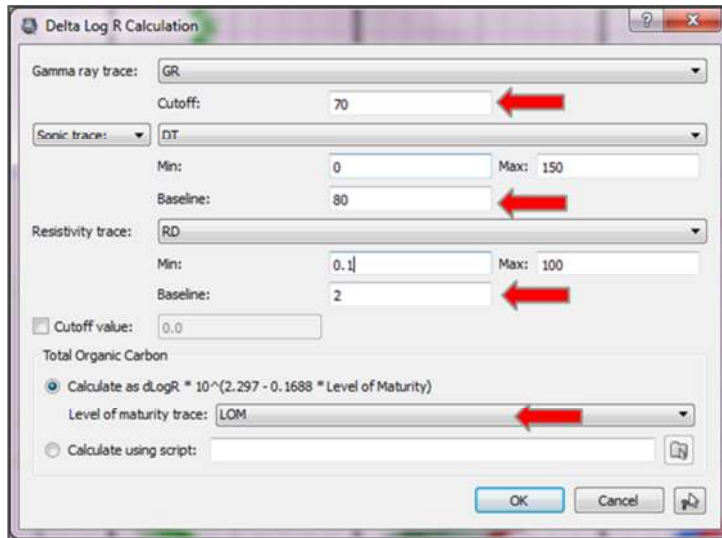 Delta Log R Calculation
Gamma ray trace: GR
Cutoff: 70
Sonic trace: DT
Min: 0 Max: 150
Baseline: 80
Resistivity trace: RD
Min: 0.1 Max: 100
Baseline: 2
Cutoff value: 0.0
Total Organic Carbon
Calculate as dLogR * 10^(2.297 - 0.1688 * Level of Maturity)
Level of maturity trace: LOM
Calculate using script:
OK Cancel